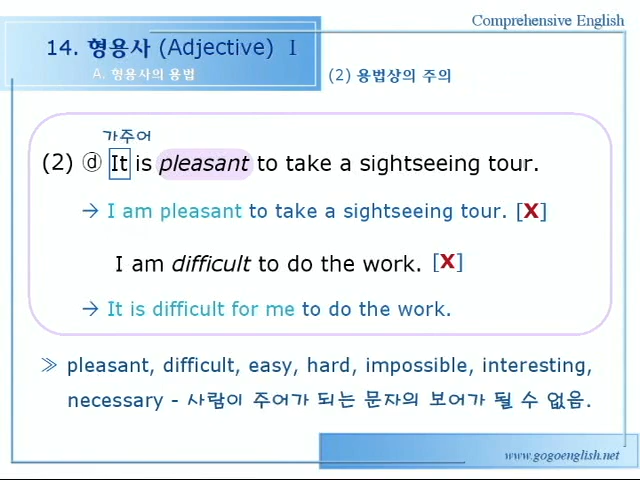 Comprehensive English
14. 형용사 (Adjective) Ⅰ
A. 형용사의 용법
(2) 용법상의 주의
가주어
(2) ⓓ It is pleasant to take a sightseeing tour.
→ I am pleasant to take a sightseeing tour. [X]
I am difficult to do the work. [X]
→ It is difficult for me to do the work.
≫ pleasant, difficult, easy, hard, impossible, interesting,
necessary - 사람이 주어가 되는 문자의 보어가 될 수 없음.
www.gogoenglish.net